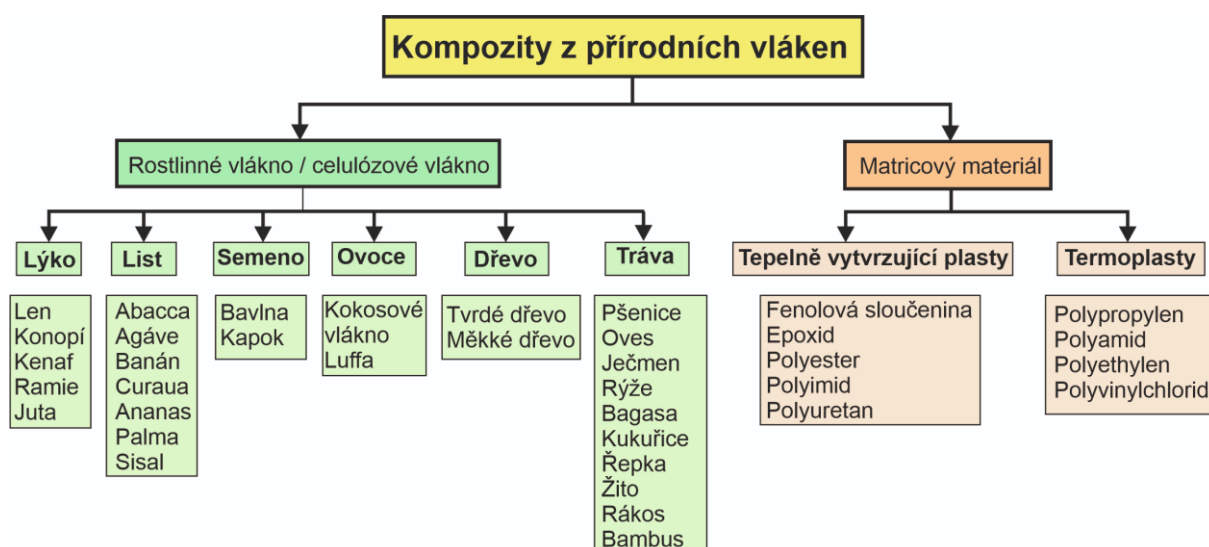 Kompozity z přírodních vláken
Rostlinné vlákno / celulózové vlákno
Matricový materiál
Lýko
List
Semeno
Ovoce
Dřevo
Tráva
Tepelně vytvrzující plasty
Termoplasty
Len
Konopí
Kenaf
Ramie
Juta
Abacca
Agáve
Banán
Curaua
Ananas
Palma
Sisal
Bavlna
Kapok
Kokosové
vlákno
Luffa
Tvrdé dřevo
Měkké dřevo
Pšenice
Oves
Ječmen
Rýže
Bagasa
Kukuřice
Řepka
Žito
Rákos
Bambus
Fenolová sloučenina
Epoxid
Polyester
Polyimid
Polyuretan
Polypropylen
Polyamid
Polyethylen
Polyvinylchlorid